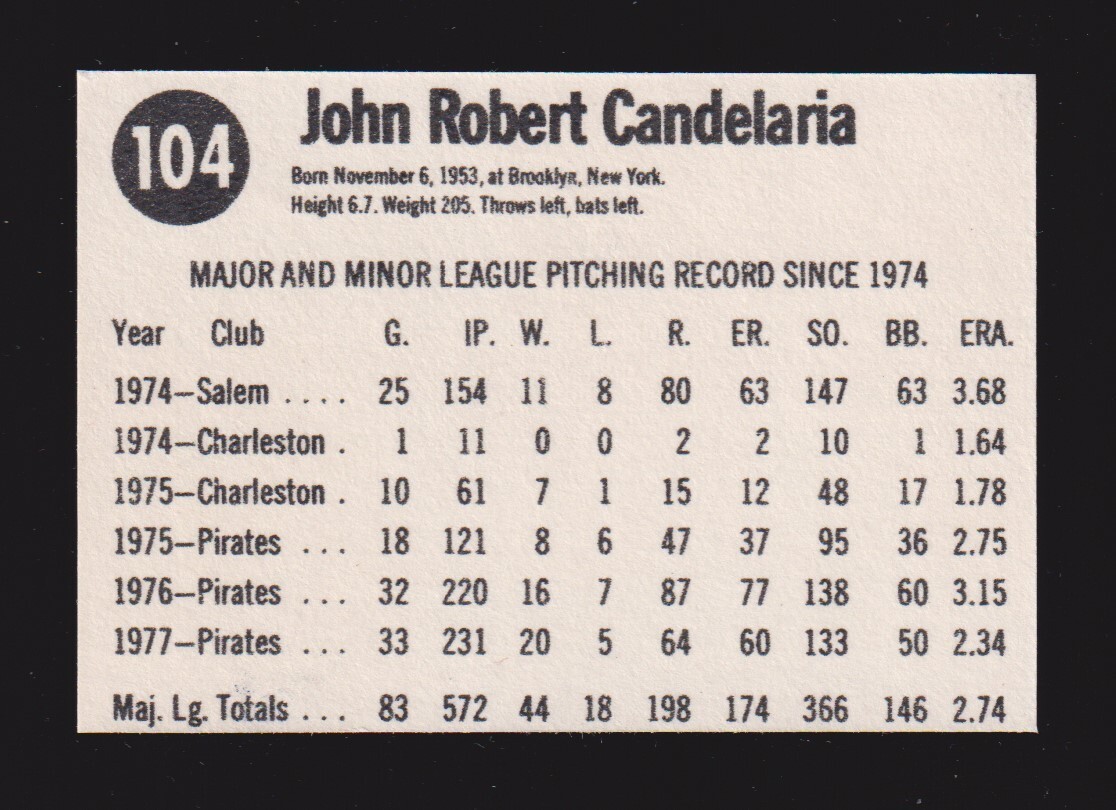 104
John Robert Candelaria
Born November 6, 1953, at Brooklyn, New York.
Height 6.7. Weight 205. Throws left, bats left.
MAJOR AND MINOR LEAGUE PITCHING RECORD SINCE 1974
Year Club G. IP. W. L. R. ER. SO. BB. ERA.
1974—Salem .... 25 154 11 8 80 63 147 63 3.68
1974—Charleston . 1 11 0 0 2 2 10 1 1.64
1975—Charleston . 10 61 7 1 15 12 48 17 1.78
1975—Pirates ... 18 121 8 6 47 37 95 36 2.75
1976—Pirates ... 32 220 16 7 87 77 138 60 3.15
1977—Pirates ... 33 231 20 5 64 60 133 50 2.34
Maj. Lg. Totals ... 83 572 44 18 198 174 366 146 2.74